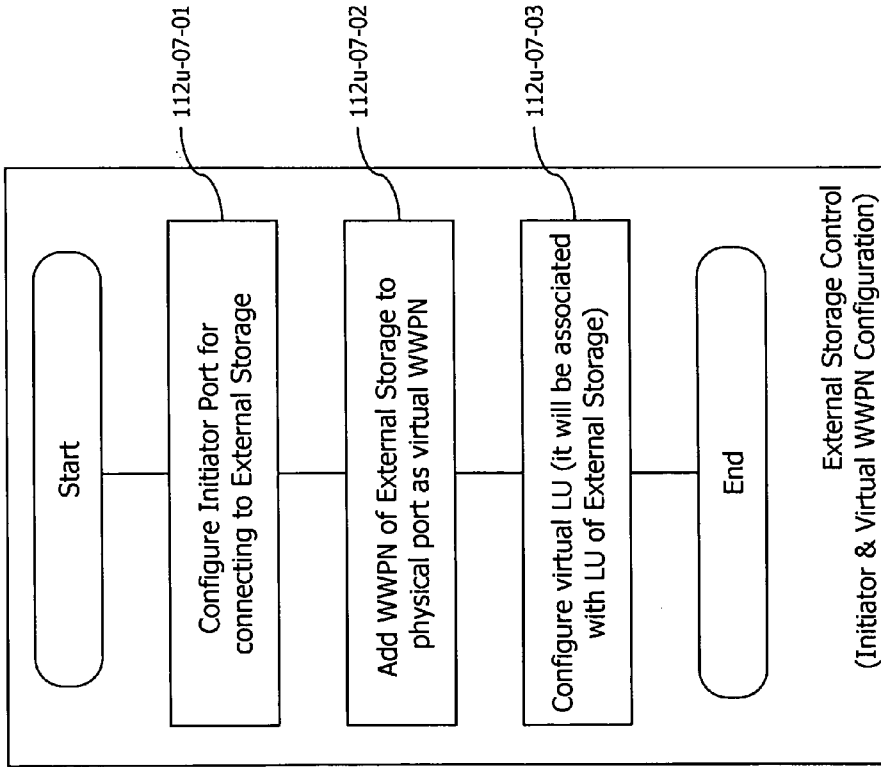 Start
Configure Initiator Port for
connecting to External Storage
112u-07-01
Add WWPN of External Storage to
physical port as virtual WWPN
112u-07-02
Configure virtual LU (it will be associated
with LU of External Storage)
112u-07-03
End
External Storage Control
(Initiator & Virtual WWPN Configuration)